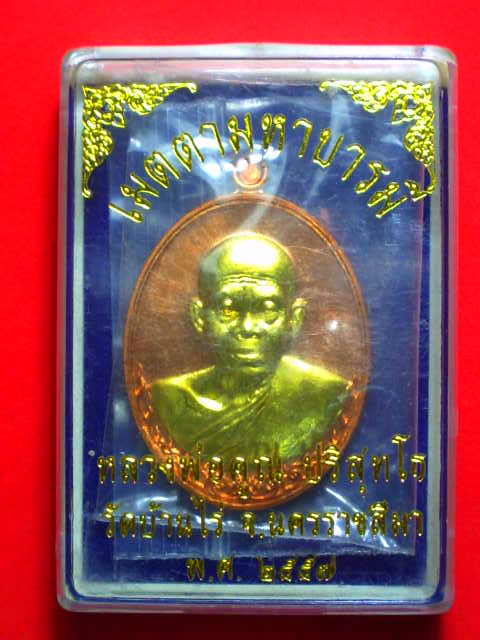 เมตตามหาบารมี
หลวงพ่อคูณ ปริสุทโธ
วัดบ้านไร่ จ.นครราชสีมา
พ.ศ. ๒๕๕๗